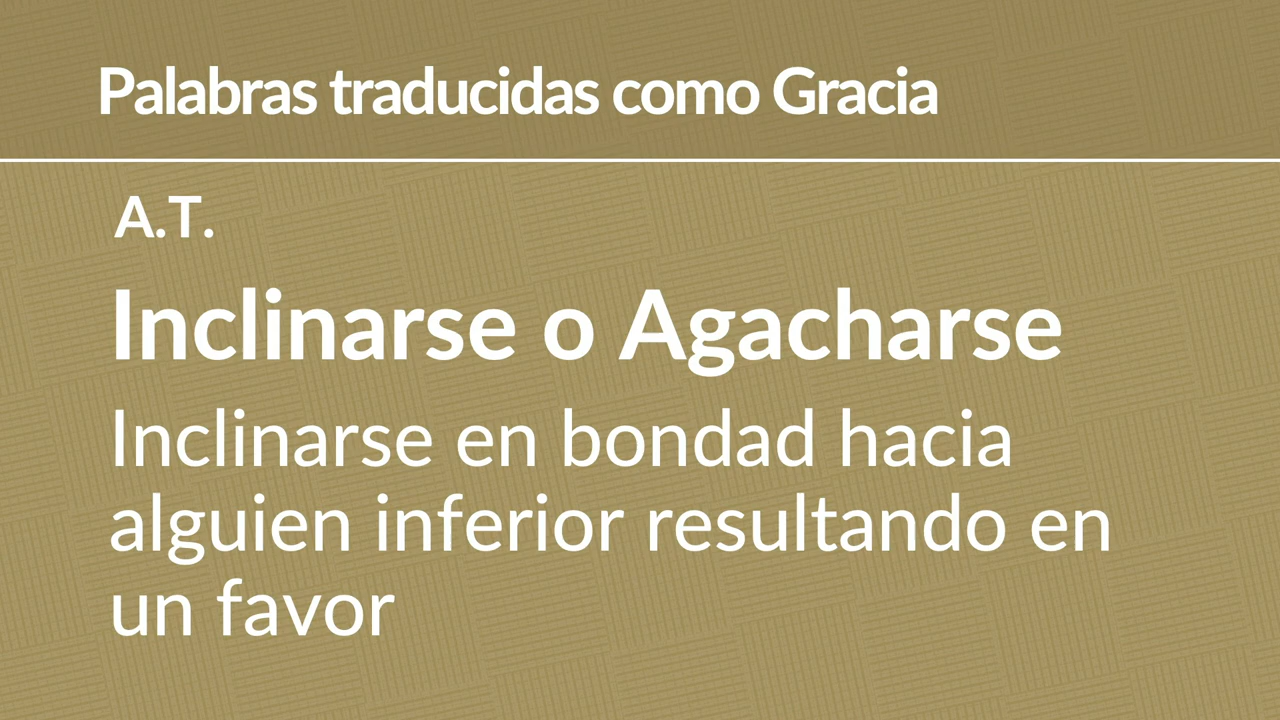 Palabras traducidas como Gracia
A.T.
Inclinarse o Agacharse
Inclinarse en bondad hacia
alguien inferior resultando en
un favor